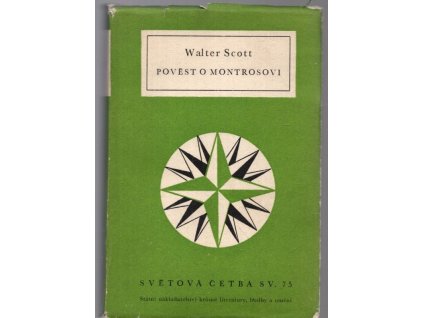 Walter Scott
POVĚST O MONTROSOVI
SVĚTOVÁ ČETBA SV. 75
Státní nakladatelství krásné literatury, hudby a umění